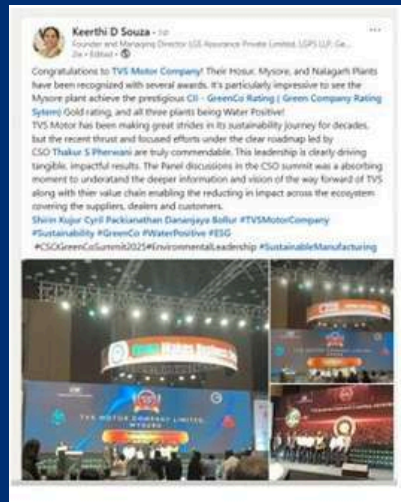 Keerthi D Souza
Founder and Managing Director LGS Assurance Private Limited, LGPS LLP, Ge...
2w • Edited •
Congratulations to TVS Motor Company! Their Hosur, Mysore, and Nalagarh Plants
have been recognized with several awards. It's particularly impressive to see the
Mysore plant achieve the prestigious CII - GreenCo Rating ( Green Company Rating
Sytem) Gold rating, and all three plants being Water Positive!
TVS Motor has been making great strides in its sustainability journey for decades,
but the recent thrust and focused efforts under the clear roadmap led by
CSO Thakur S Pherwani are truly commendable. This leadership is clearly driving
tangible, impactful results. The Panel discussions in the CSO summit was a absorbing
moment to understand the deeper information and vision of the way forward of TVS
along with thier value chain enabling the reducting in impact across the ecosystem
covering the suppliers, dealers and customers.
Shirin Kujur Cyril Packianathan Dananjaya Bollur #TVSMotorCompany
#Sustainability #GreenCo #WaterPositive #ESG
#CSOGreenCoSummit2025#EnvironmentalLeadership #SustainableManufacturing
Green Makes Perfect
TVS MOTOR COMPANY LIMITED,
MYSURU